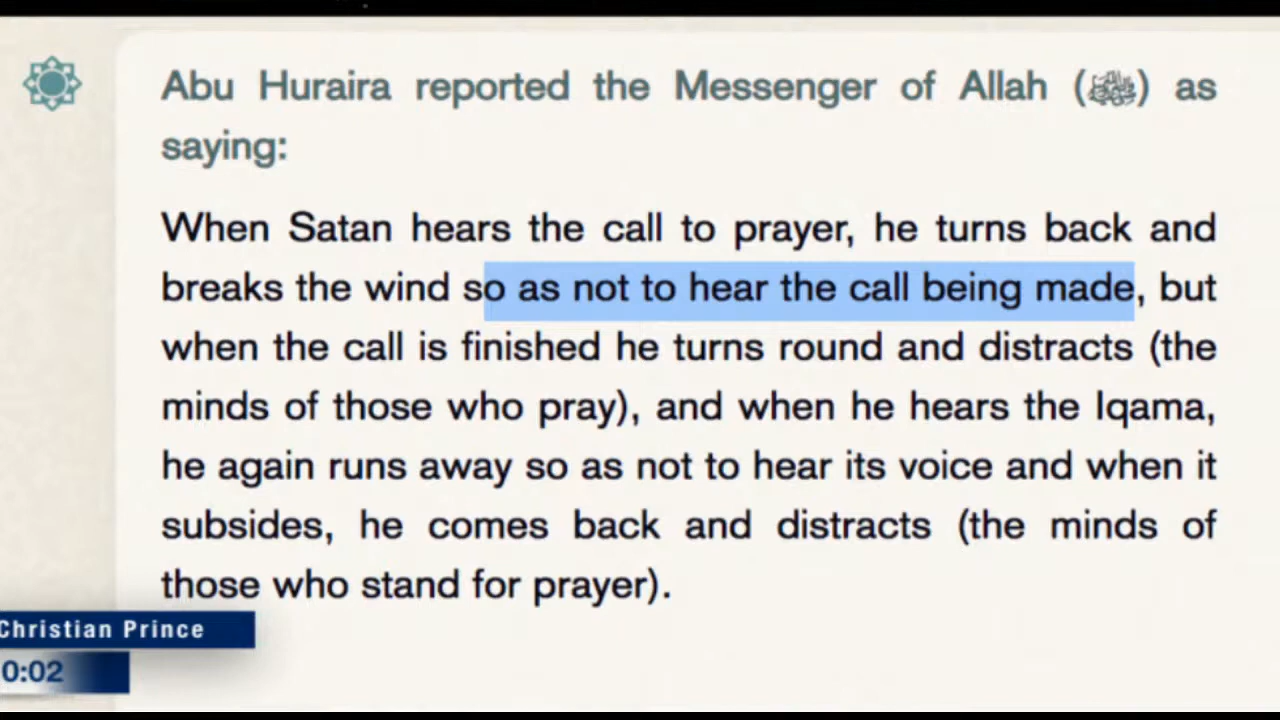 Abu Huraira reported the Messenger of Allah (ﷺ) as
saying:
When Satan hears the call to prayer, he turns back and
breaks the wind so as not to hear the call being made, but
when the call is finished he turns round and distracts (the
minds of those who pray), and when he hears the Iqama,
he again runs away so as not to hear its voice and when it
subsides, he comes back and distracts (the minds of
those who stand for prayer).
Christian Prince
0:02